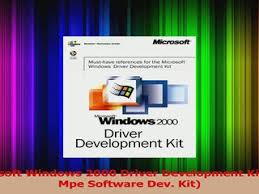 Microsoft
Must-have references for the Microsoft
Windows Driver Development Kit
Microsoft
Windows 2000
Driver
Development Kit
soft Windows 2000 Driver Development Ki
Mpe Software Dev. Kit)